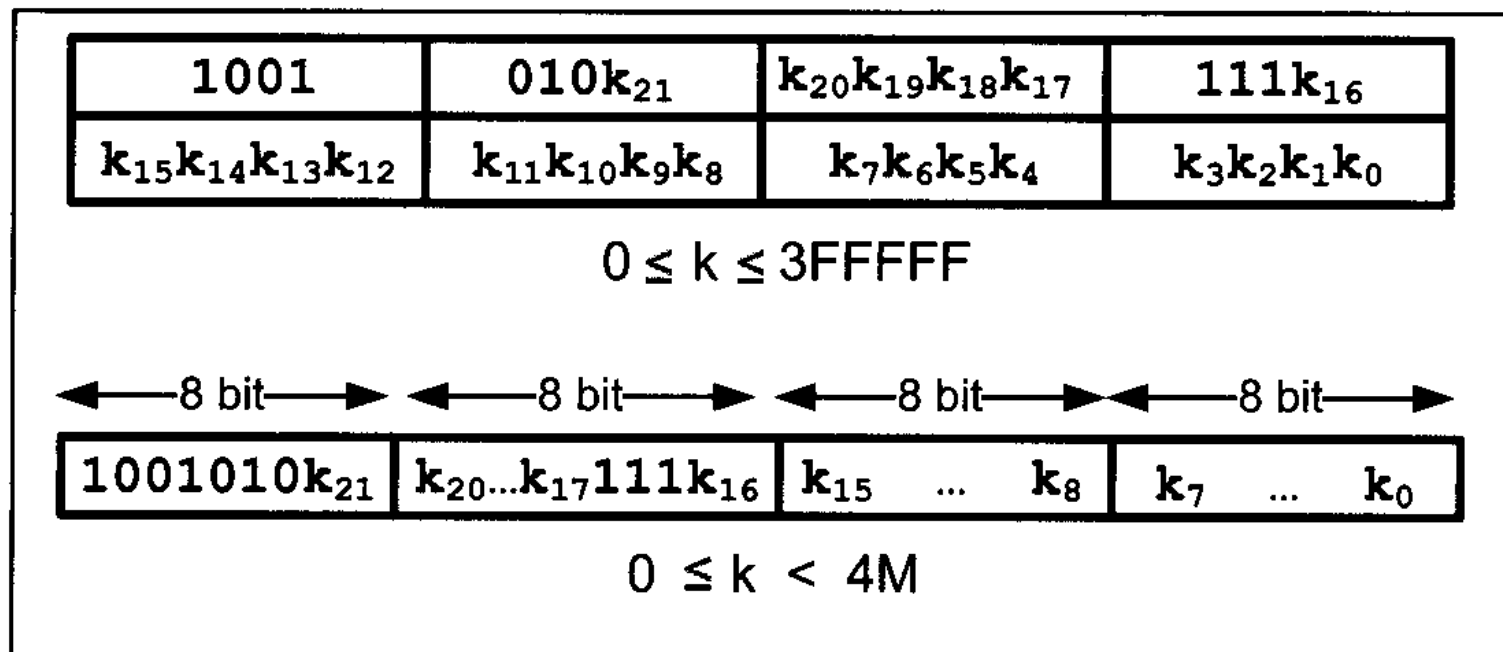 1001 010k₂₁ k₂₀k₁₉k₁₈k₁₇ 111k₁₆
k₁₅k₁₄k₁₃k₁₂ k₁₁k₁₀k₉k₈ k₇k₆k₅k₄ k₃k₂k₁k₀
0 ≤ k ≤ 3FFFFF
8 bit 8 bit 8 bit 8 bit
1001010k₂₁ k₂₀...k₁₇111k₁₆ k₁₅ ... k₈ k₇ ... k₀
0 ≤ k < 4M